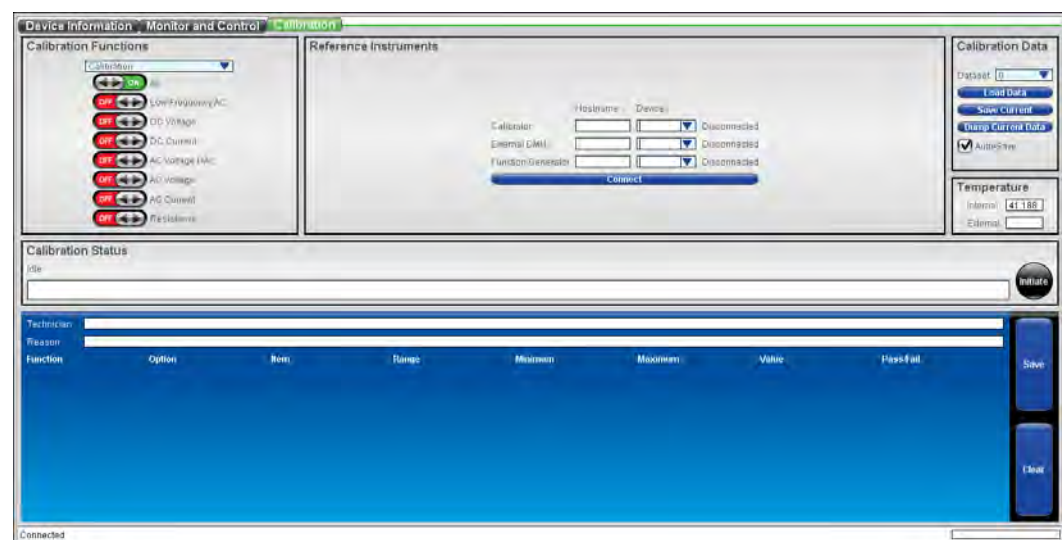 Device Information Monitor and Control Calibration
Calibration Functions
Calibration
ON All
OFF Low Frequency AC
OFF DC Voltage
OFF DC Current
OFF AC Voltage HAC
OFF AC Voltage
OFF AC Current
OFF Resistance
Reference Instruments
Hostname Device
Calibrator Disconnected
External DMM Disconnected
Function Generator Disconnected
Connect
Calibration Data
Dataset 0
Load Data
Save Current
Dump Current Data
AutoSave
Temperature
Internal 41.188
External
Calibration Status
Idle
Initiate
Technician
Reason
Function Option Item Range Minimum Maximum Value Pass/Fail
Save
Clear
Connected